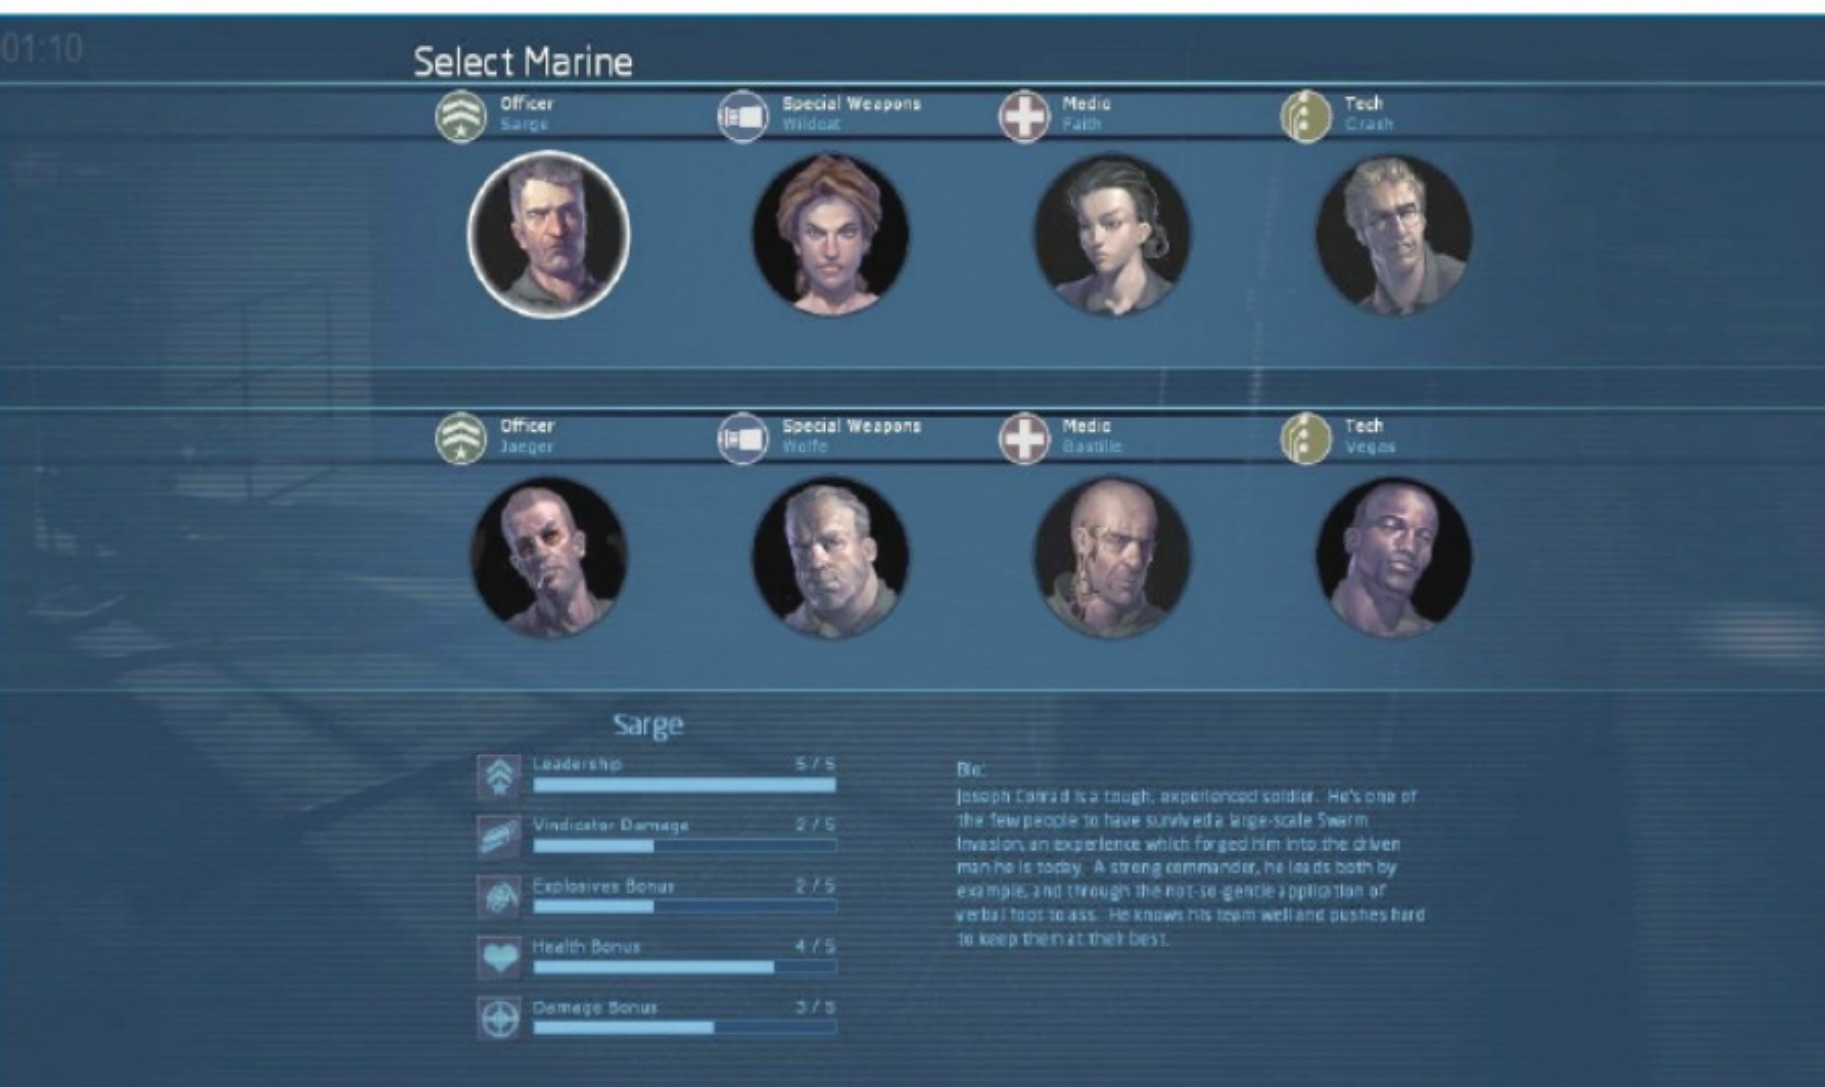 01:10
Select Marine
Officer
Sarge
Special Weapons
Wildcat
Medic
Faith
Tech
Crash
Officer
Jaeger
Special Weapons
Wolfe
Medic
Bastille
Tech
Vegas
Sarge
Leadership 5 / 5
Vindicator Damage 2 / 5
Explosives Bonus 2 / 5
Health Bonus 4 / 5
Damage Bonus 3 / 5
Bio:
Joseph Conrad is a tough, experienced soldier. He's one of
the few people to have survived a large-scale Swarm
Invasion, an experience which forged him into the driven
man he is today. A strong commander, he leads both by
example, and through the not-so-gentle application of
verbal foot to ass. He knows his team well and pushes hard
to keep them at their best.